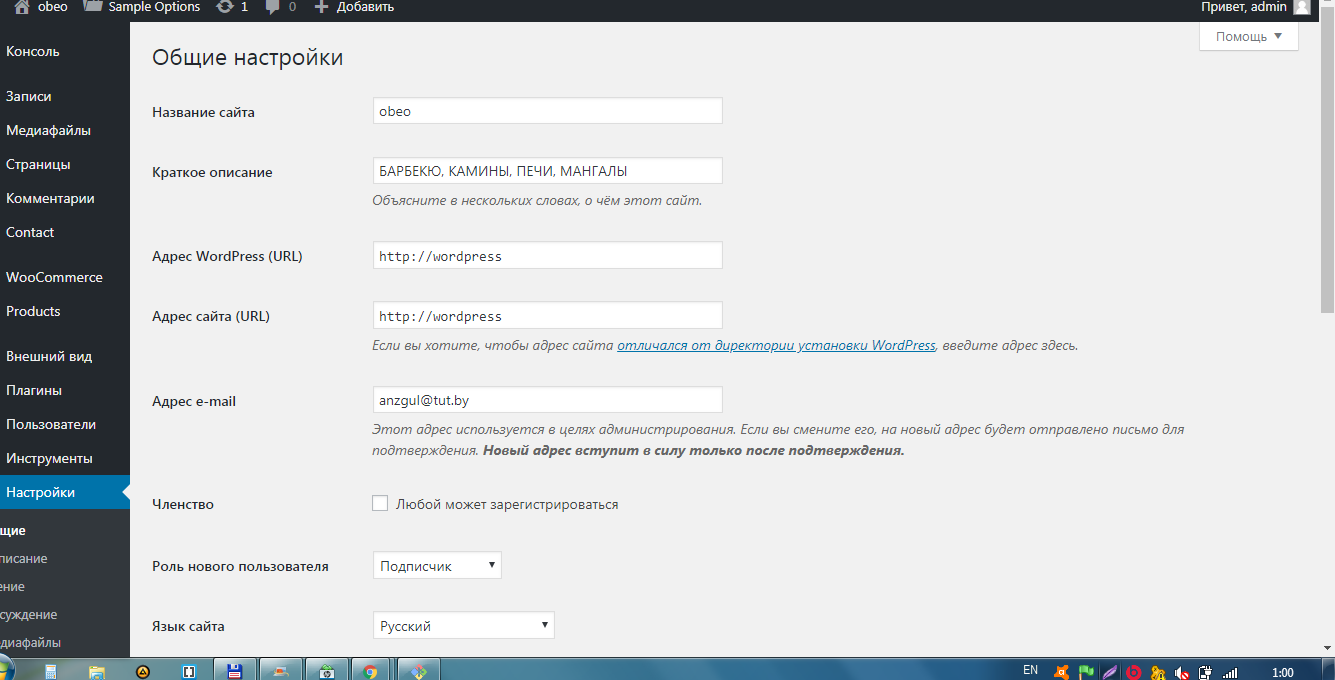 obeo Sample Options 1 0 Добавить Привет, admin
Помощь
Консоль
Записи
Медиафайлы
Страницы
Комментарии
Contact
WooCommerce
Products
Внешний вид
Плагины
Пользователи
Инструменты
Настройки
щие
писание
ение
суждение
диафайлы
Общие настройки
Название сайта obeo
Краткое описание БАРБЕКЮ, КАМИНЫ, ПЕЧИ, МАНГАЛЫ
Объясните в нескольких словах, о чём этот сайт.
Адрес WordPress (URL) http://wordpress
Адрес сайта (URL) http://wordpress
Если вы хотите, чтобы адрес сайта отличался от директории установки WordPress, введите адрес здесь.
Адрес e-mail anzgul@tut.by
Этот адрес используется в целях администрирования. Если вы смените его, на новый адрес будет отправлено письмо для
подтверждения. Новый адрес вступит в силу только после подтверждения.
Членство Любой может зарегистрироваться
Роль нового пользователя Подписчик
Язык сайта Русский
EN 1:00